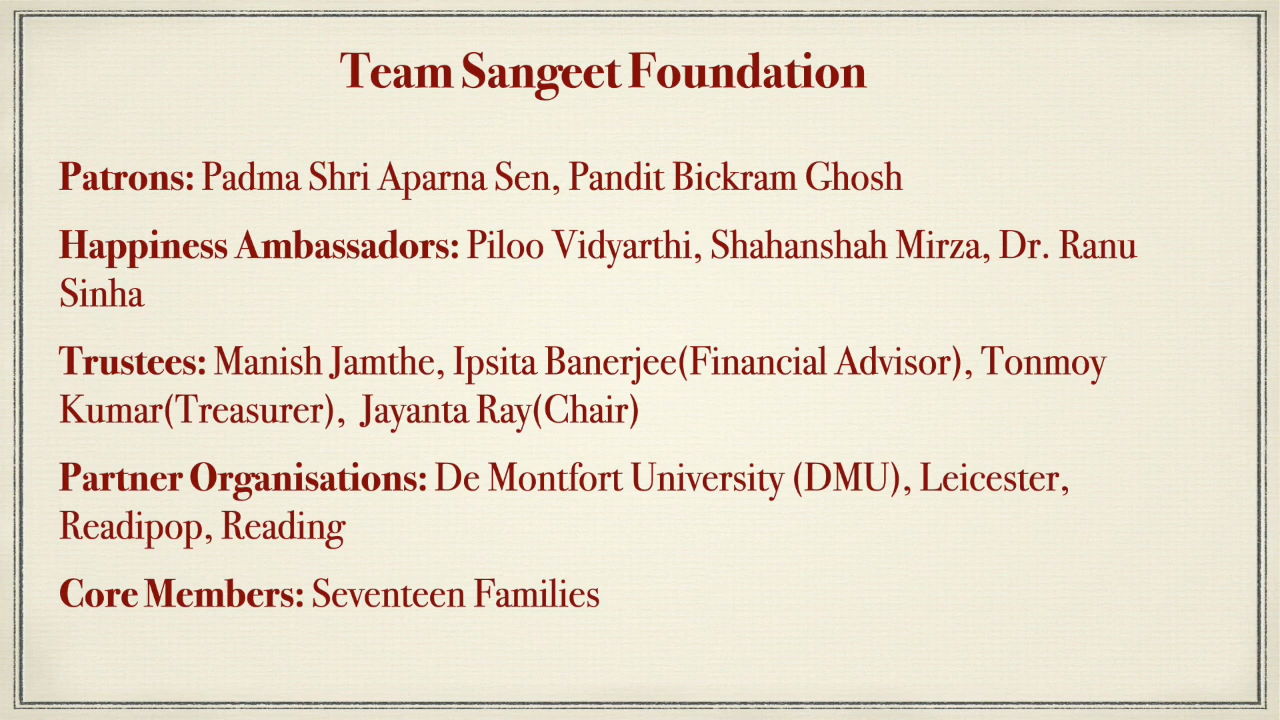 Team Sangeet Foundation
Patrons: Padma Shri Aparna Sen, Pandit Bickram Ghosh
Happiness Ambassadors: Piloo Vidyarthi, Shahanshah Mirza, Dr. Ranu
Sinha
Trustees: Manish Jamthe, Ipsita Banerjee(Financial Advisor), Tonmoy
Kumar(Treasurer), Jayanta Ray(Chair)
Partner Organisations: De Montfort University (DMU), Leicester,
Readipop, Reading
Core Members: Seventeen Families